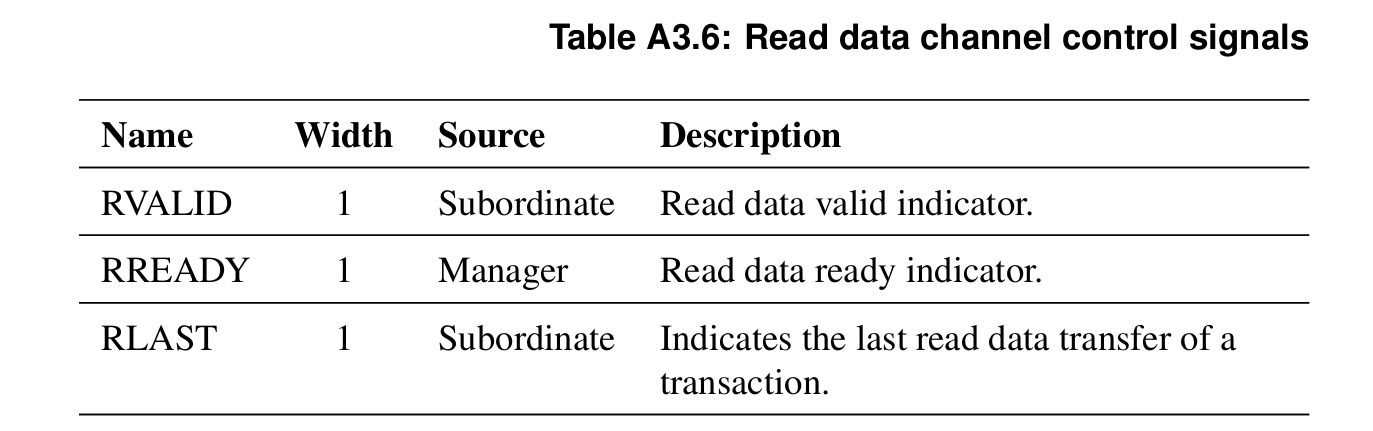 Table A3.6: Read data channel control signals
Name Width Source Description
RVALID 1 Subordinate Read data valid indicator.
RREADY 1 Manager Read data ready indicator.
RLAST 1 Subordinate Indicates the last read data transfer of a
transaction.